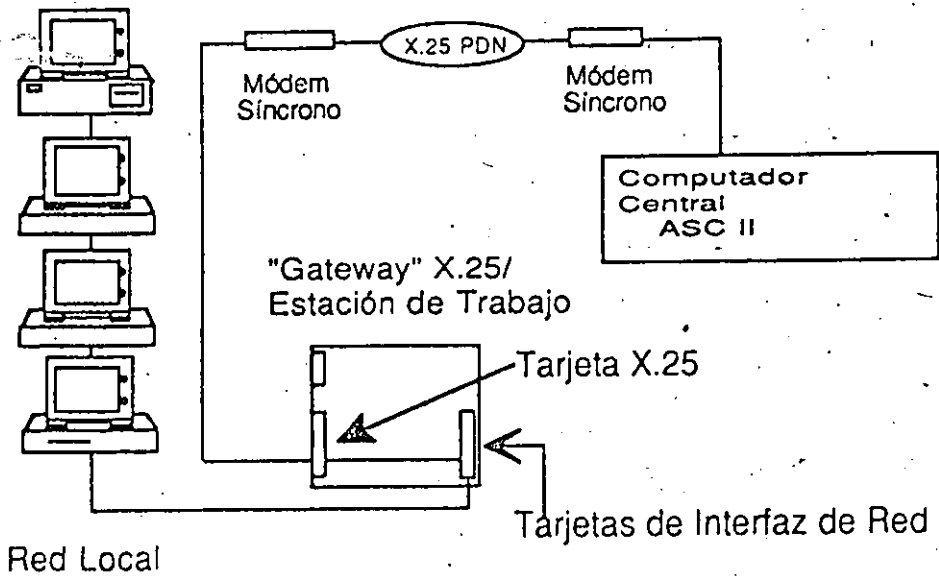 X.25 PDN
Módem
Síncrono
Módem
Síncrono
Computador
Central
ASC II
"Gateway" X.25/
Estación de Trabajo
Tarjeta X.25
Tarjetas de Interfaz de Red
Red Local